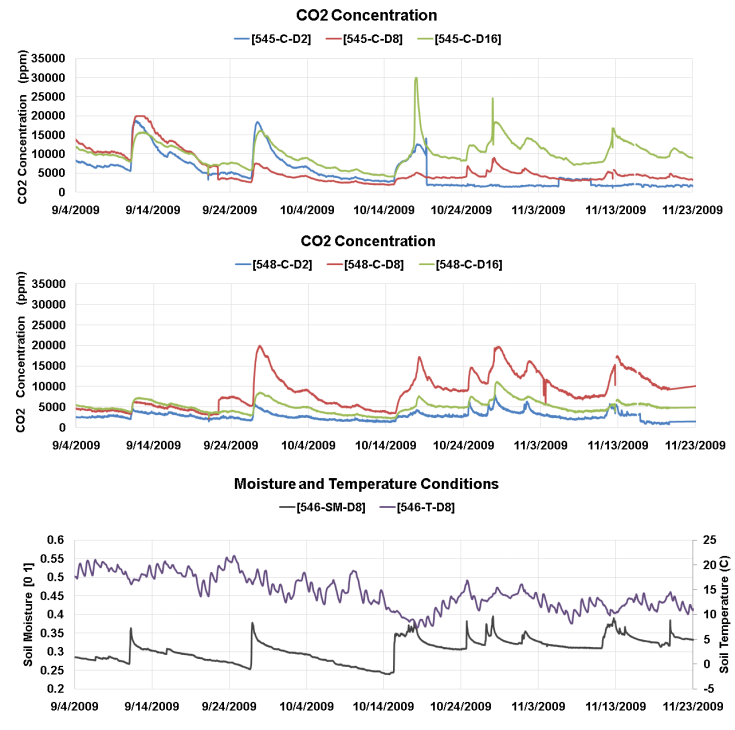 CO2 Concentration
[545-C-D2] [545-C-D8] [545-C-D16]
CO2 Concentration (ppm)
35000
30000
25000
20000
15000
10000
5000
0
9/4/2009 9/14/2009 9/24/2009 10/4/2009 10/14/2009 10/24/2009 11/3/2009 11/13/2009 11/23/2009
CO2 Concentration
[548-C-D2] [548-C-D8] [548-C-D16]
CO2 Concentration (ppm)
35000
30000
25000
20000
15000
10000
5000
0
9/4/2009 9/14/2009 9/24/2009 10/4/2009 10/14/2009 10/24/2009 11/3/2009 11/13/2009 11/23/2009
Moisture and Temperature Conditions
[546-SM-D8] [546-T-D8]
Soil Moisture [0 1]
0.6
0.55
0.5
0.45
0.4
0.35
0.3
0.25
0.2
25
20
15
10
5
0
-5
Soil Temperature (C)
9/4/2009 9/14/2009 9/24/2009 10/4/2009 10/14/2009 10/24/2009 11/3/2009 11/13/2009 11/23/2009